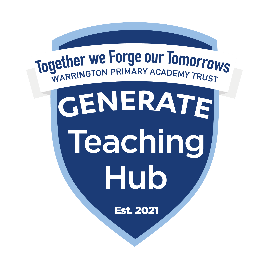 Together we Forge our Tomorrows
WARRINGTON PRIMARY ACADEMY TRUST
GENERATE
Teaching
Hub
Est. 2021